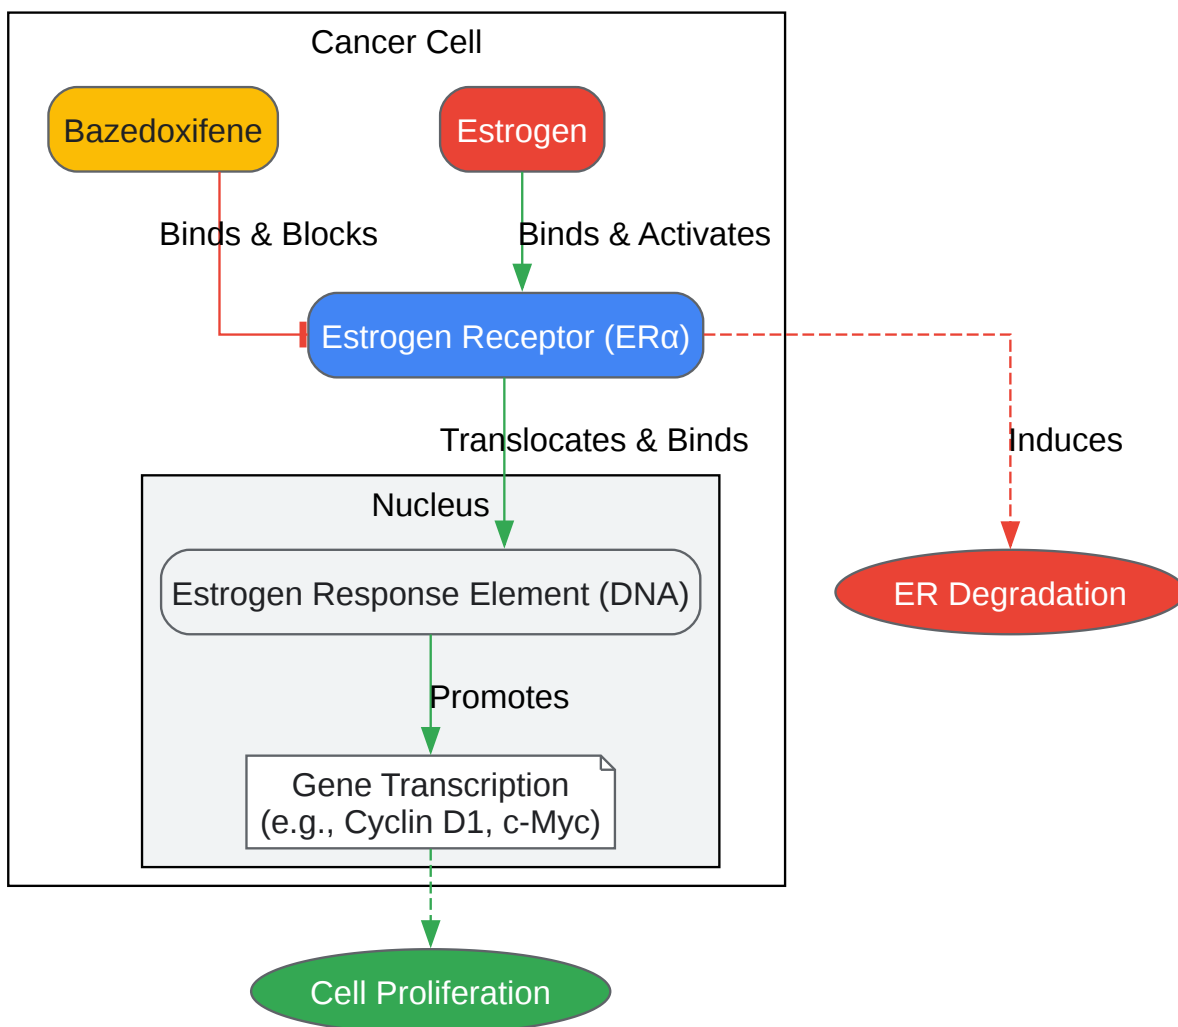 Cancer Cell
Bazedoxifene
Estrogen
Binds & Blocks
Binds & Activates
Estrogen Receptor (ERα)
Translocates & Binds
Induces
Nucleus
Estrogen Response Element (DNA)
ER Degradation
Promotes
Gene Transcription
(e.g., Cyclin D1, c-Myc)
Cell Proliferation